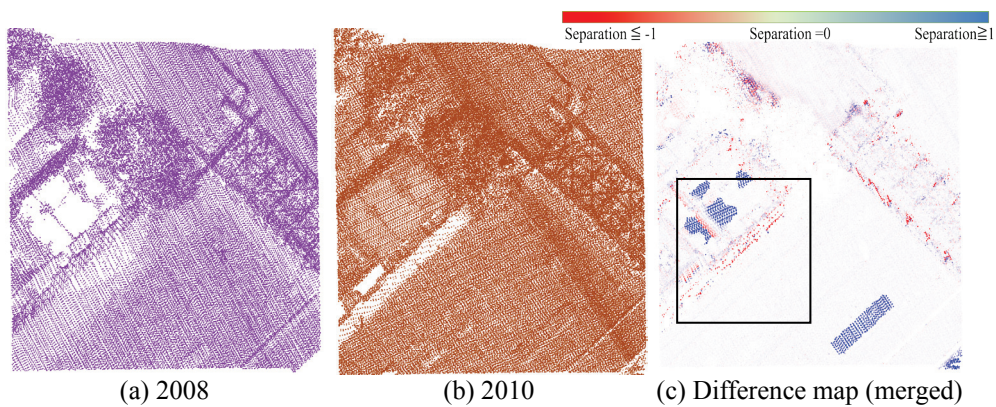 Separation ≦ -1 Separation =0 Separation≧1
(a) 2008 (b) 2010 (c) Difference map (merged)